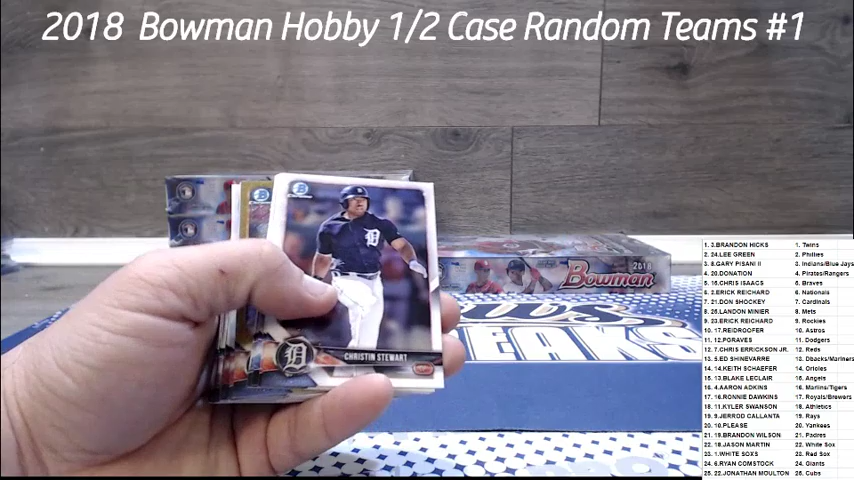 2018 Bowman Hobby 1/2 Case Random Teams #1
CHRISTIN STEWART
2018
Bowman
BREAKS
1. 3.BRANDON HICKS 1. Twins
2. 24.LEE GREEN 2. Phillies
3. 8.GARY PISANI II 3. Indians/Blue Jays
4. 20.DONATION 4. Pirates/Rangers
5. 15.CHRIS ISAACS 5. Braves
6. 2.ERICK REICHARD 6. Nationals
7. 21.DON SHOCKEY 7. Cardinals
8. 25.LANDON MINIER 8. Mets
9. 23.ERICK REICHARD 9. Rockies
10. 17.REIDROOFER 10. Astros
11. 12.PGRAVES 11. Dodgers
12. 7.CHRIS ERRICKSON JR. 12. Reds
13. 5.ED SHINEVARRE 13. Dbacks/Mariners
14. 14.KEITH SCHAEFER 14. Orioles
15. 13.BLAKE LECLAIR 15. Angels
16. 4.AARON ADKINS 16. Marlins/Tigers
17. 16.RONNIE DAWKINS 17. Royals/Brewers
18. 11.KYLER SWANSON 18. Athletics
19. 9.JERROD CALLANTA 19. Rays
20. 10.PLEASE 20. Yankees
21. 19.BRANDON WILSON 21. Padres
22. 18.JASON MARTIN 22. White Sox
23. 1.WHITE SOXS 23. Red Sox
24. 6.RYAN COMSTOCK 24. Giants
25. 22.JONATHAN MOULTON 25. Cubs